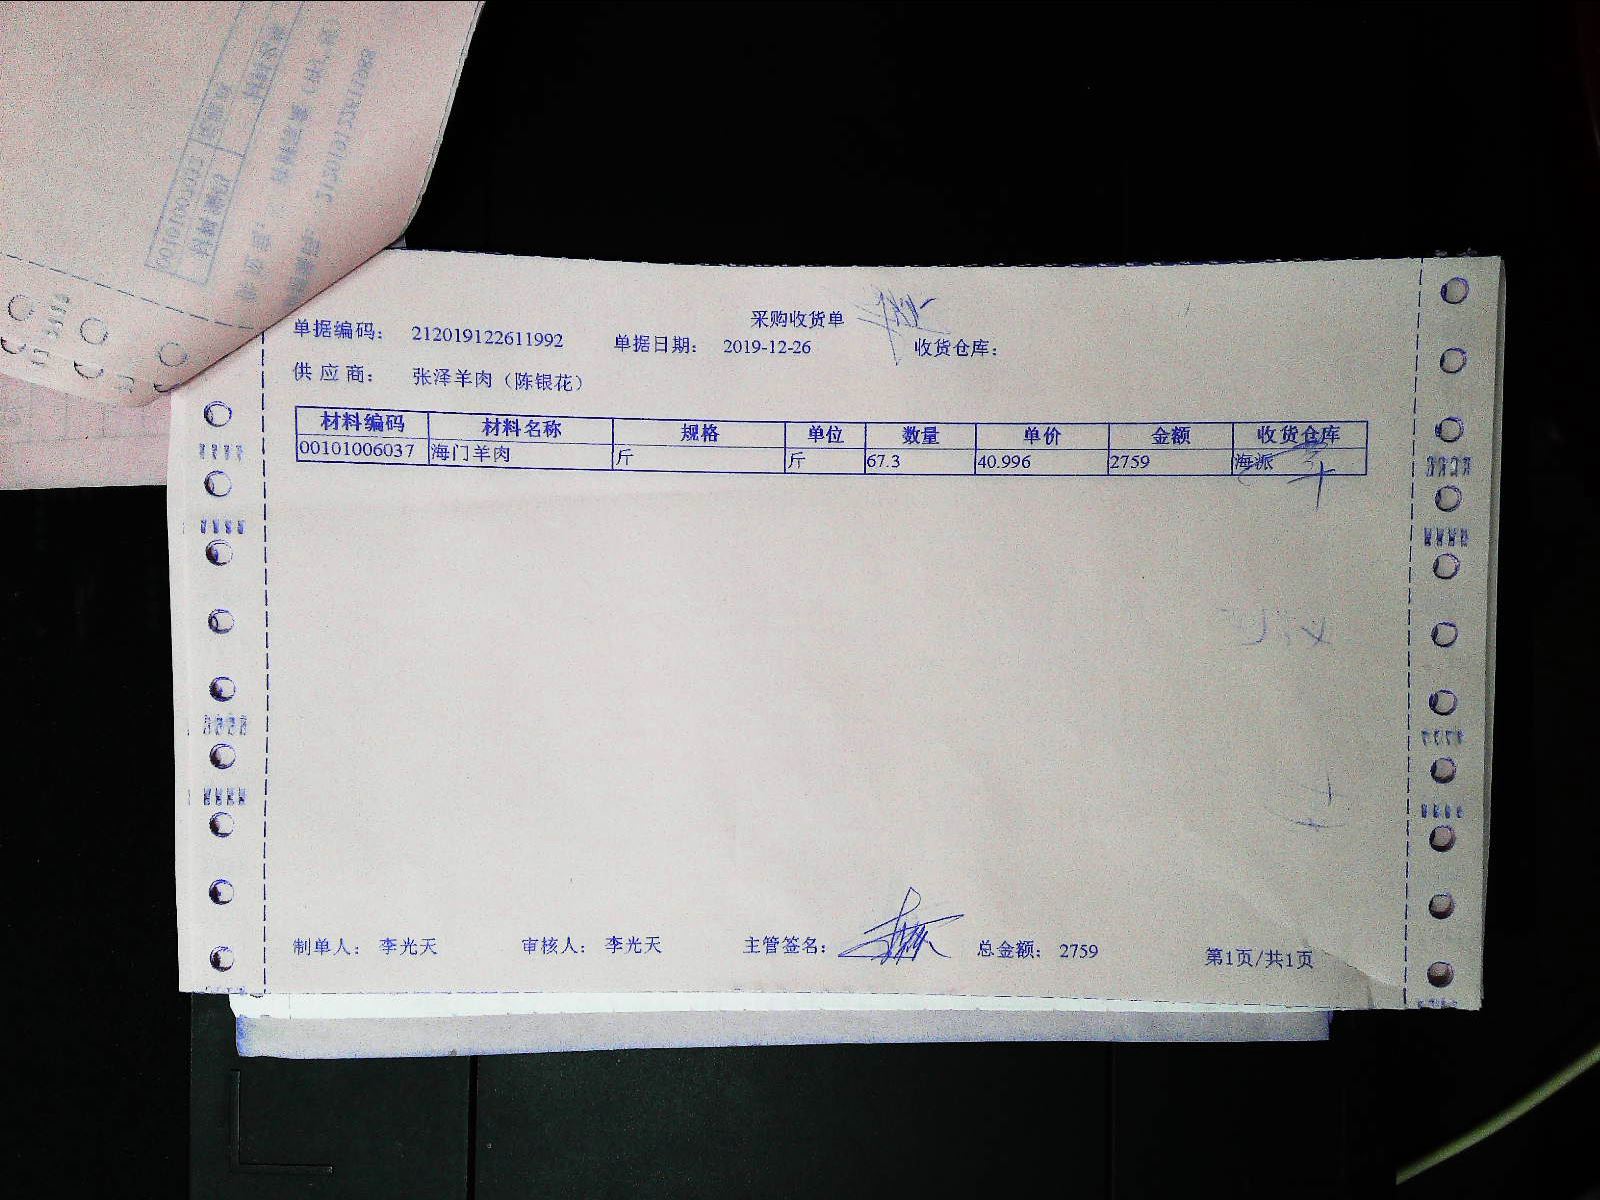 采购收货单
单据编码： 212019122611992 单据日期： 2019-12-26 收货仓库：
供应商： 张泽羊肉（陈银花）
材料编码 材料名称 规格 单位 数量 单价 金额 收货仓库
00101006037 海门羊肉 斤 斤 67.3 40.996 2759 海派
制单人： 李光天 审核人： 李光天 主管签名： 总金额： 2759 第1页/共1页